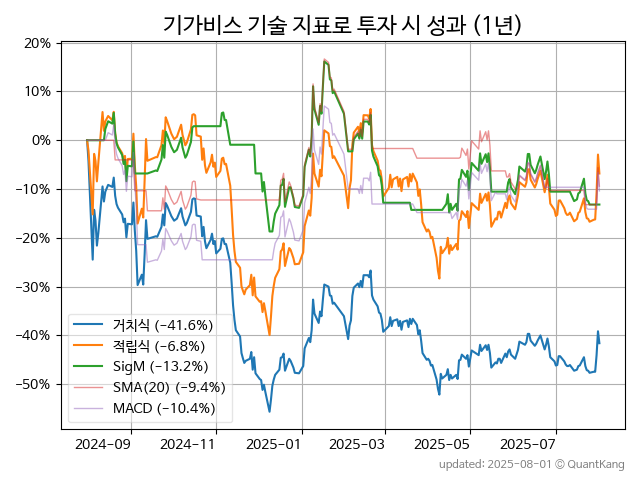 기가비스 기술 지표로 투자 시 성과 (1년)
20%
10%
0%
−10%
−20%
−30%
−40%
−50%
거치식 (−41.6%)
적립식 (−6.8%)
SigM (−13.2%)
SMA(20) (−9.4%)
MACD (−10.4%)
2024-09
2024-11
2025-01
2025-03
2025-05
2025-07
updated: 2025-08-01 © QuantKang